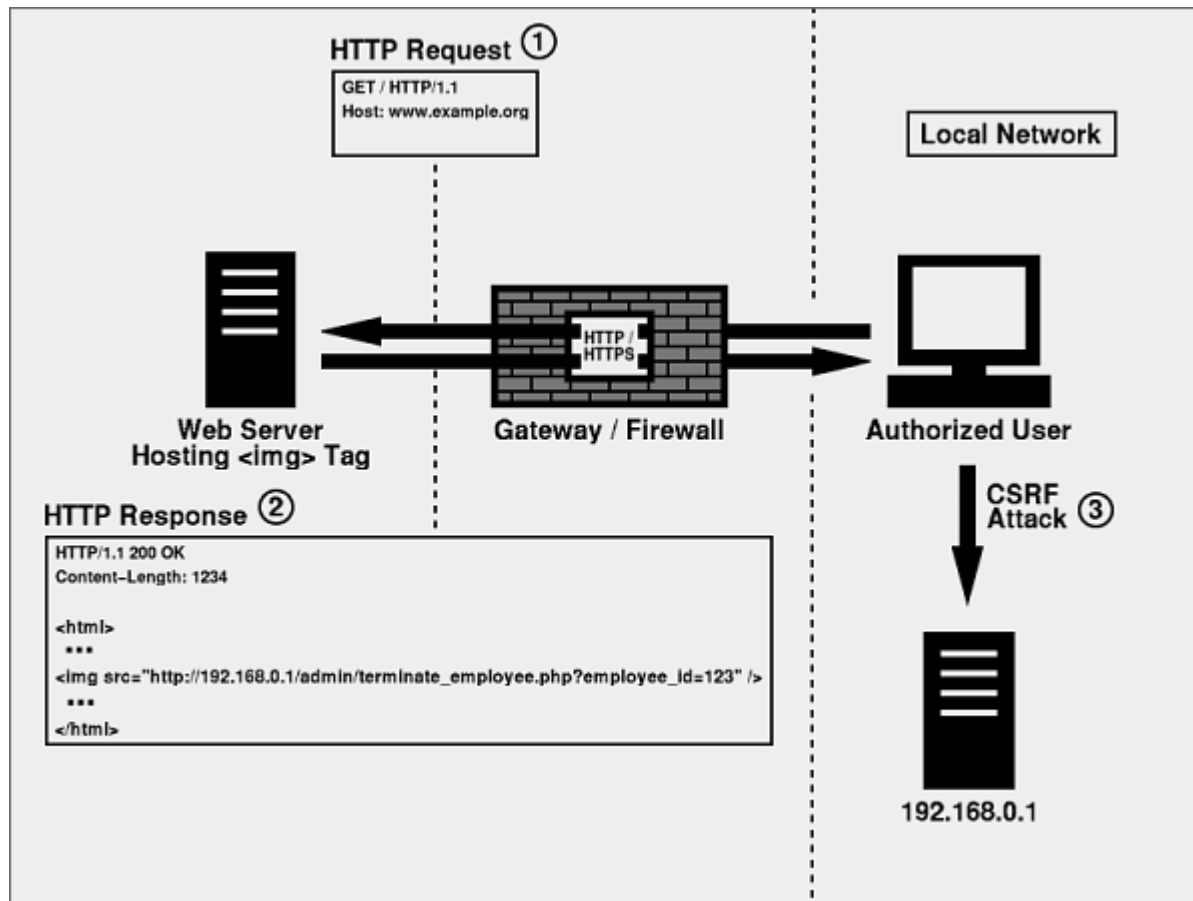 HTTP Request ①
GET / HTTP/1.1
Host: www.example.org
Local Network
HTTP /
HTTPS
Web Server
Hosting <img> Tag
Gateway / Firewall
Authorized User
CSRF
Attack ③
HTTP Response ②
HTTP/1.1 200 OK
Content-Length: 1234
<html>
...
<img src="http://192.168.0.1/admin/terminate_employee.php?employee_id=123" />
...
</html>
192.168.0.1